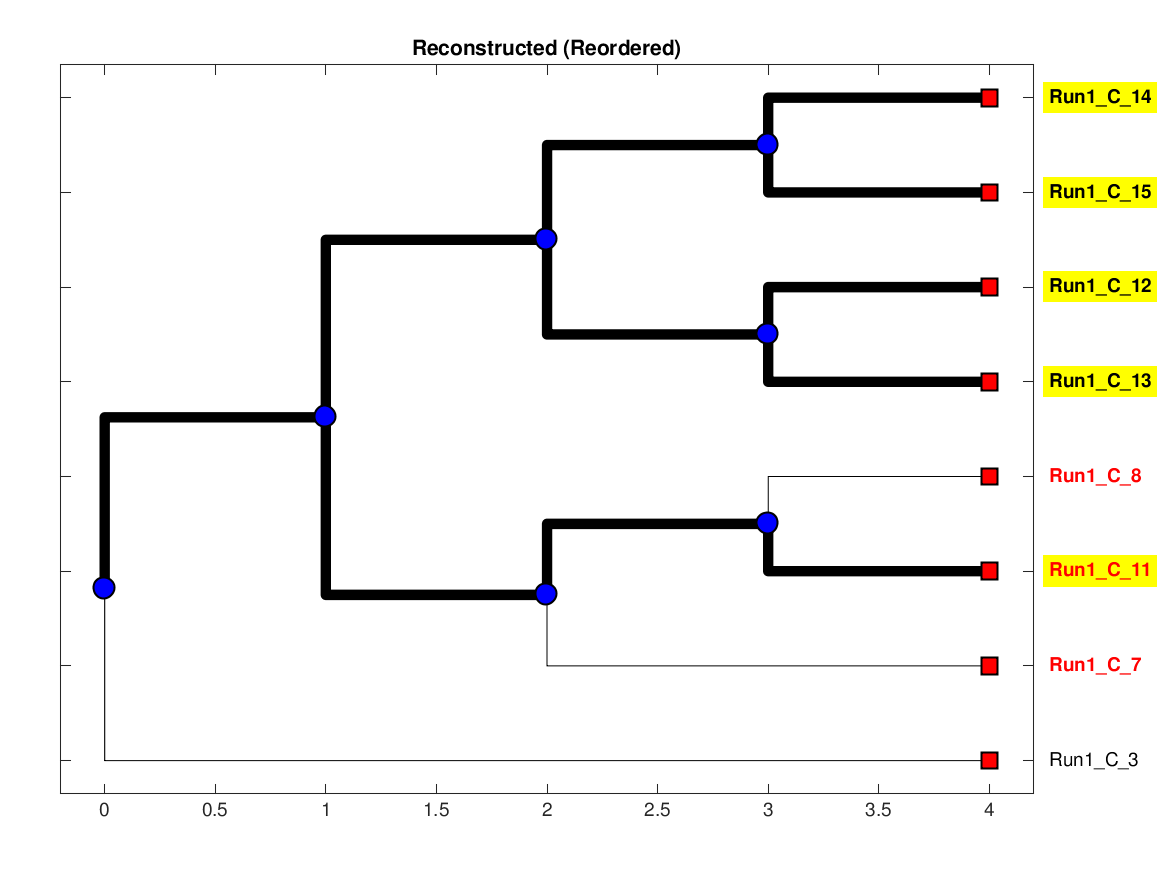 Reconstructed (Reordered)
Run1_C_14
Run1_C_15
Run1_C_12
Run1_C_13
Run1_C_8
Run1_C_11
Run1_C_7
Run1_C_3
0 0.5 1 1.5 2 2.5 3 3.5 4